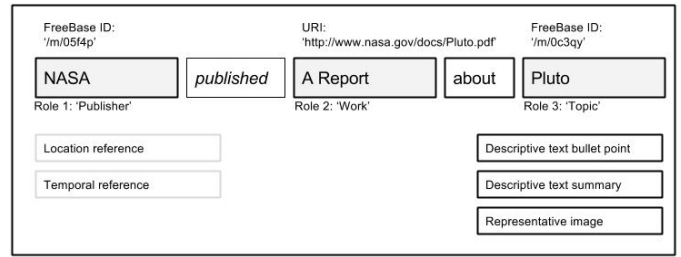 FreeBase ID:
'/m/05f4p'
URI:
'http://www.nasa.gov/docs/Pluto.pdf'
FreeBase ID:
'/m/0c3qy'
NASA
published
A Report
about
Pluto
Role 1: 'Publisher'
Role 2: 'Work'
Role 3: 'Topic'
Location reference
Descriptive text bullet point
Temporal reference
Descriptive text summary
Representative image